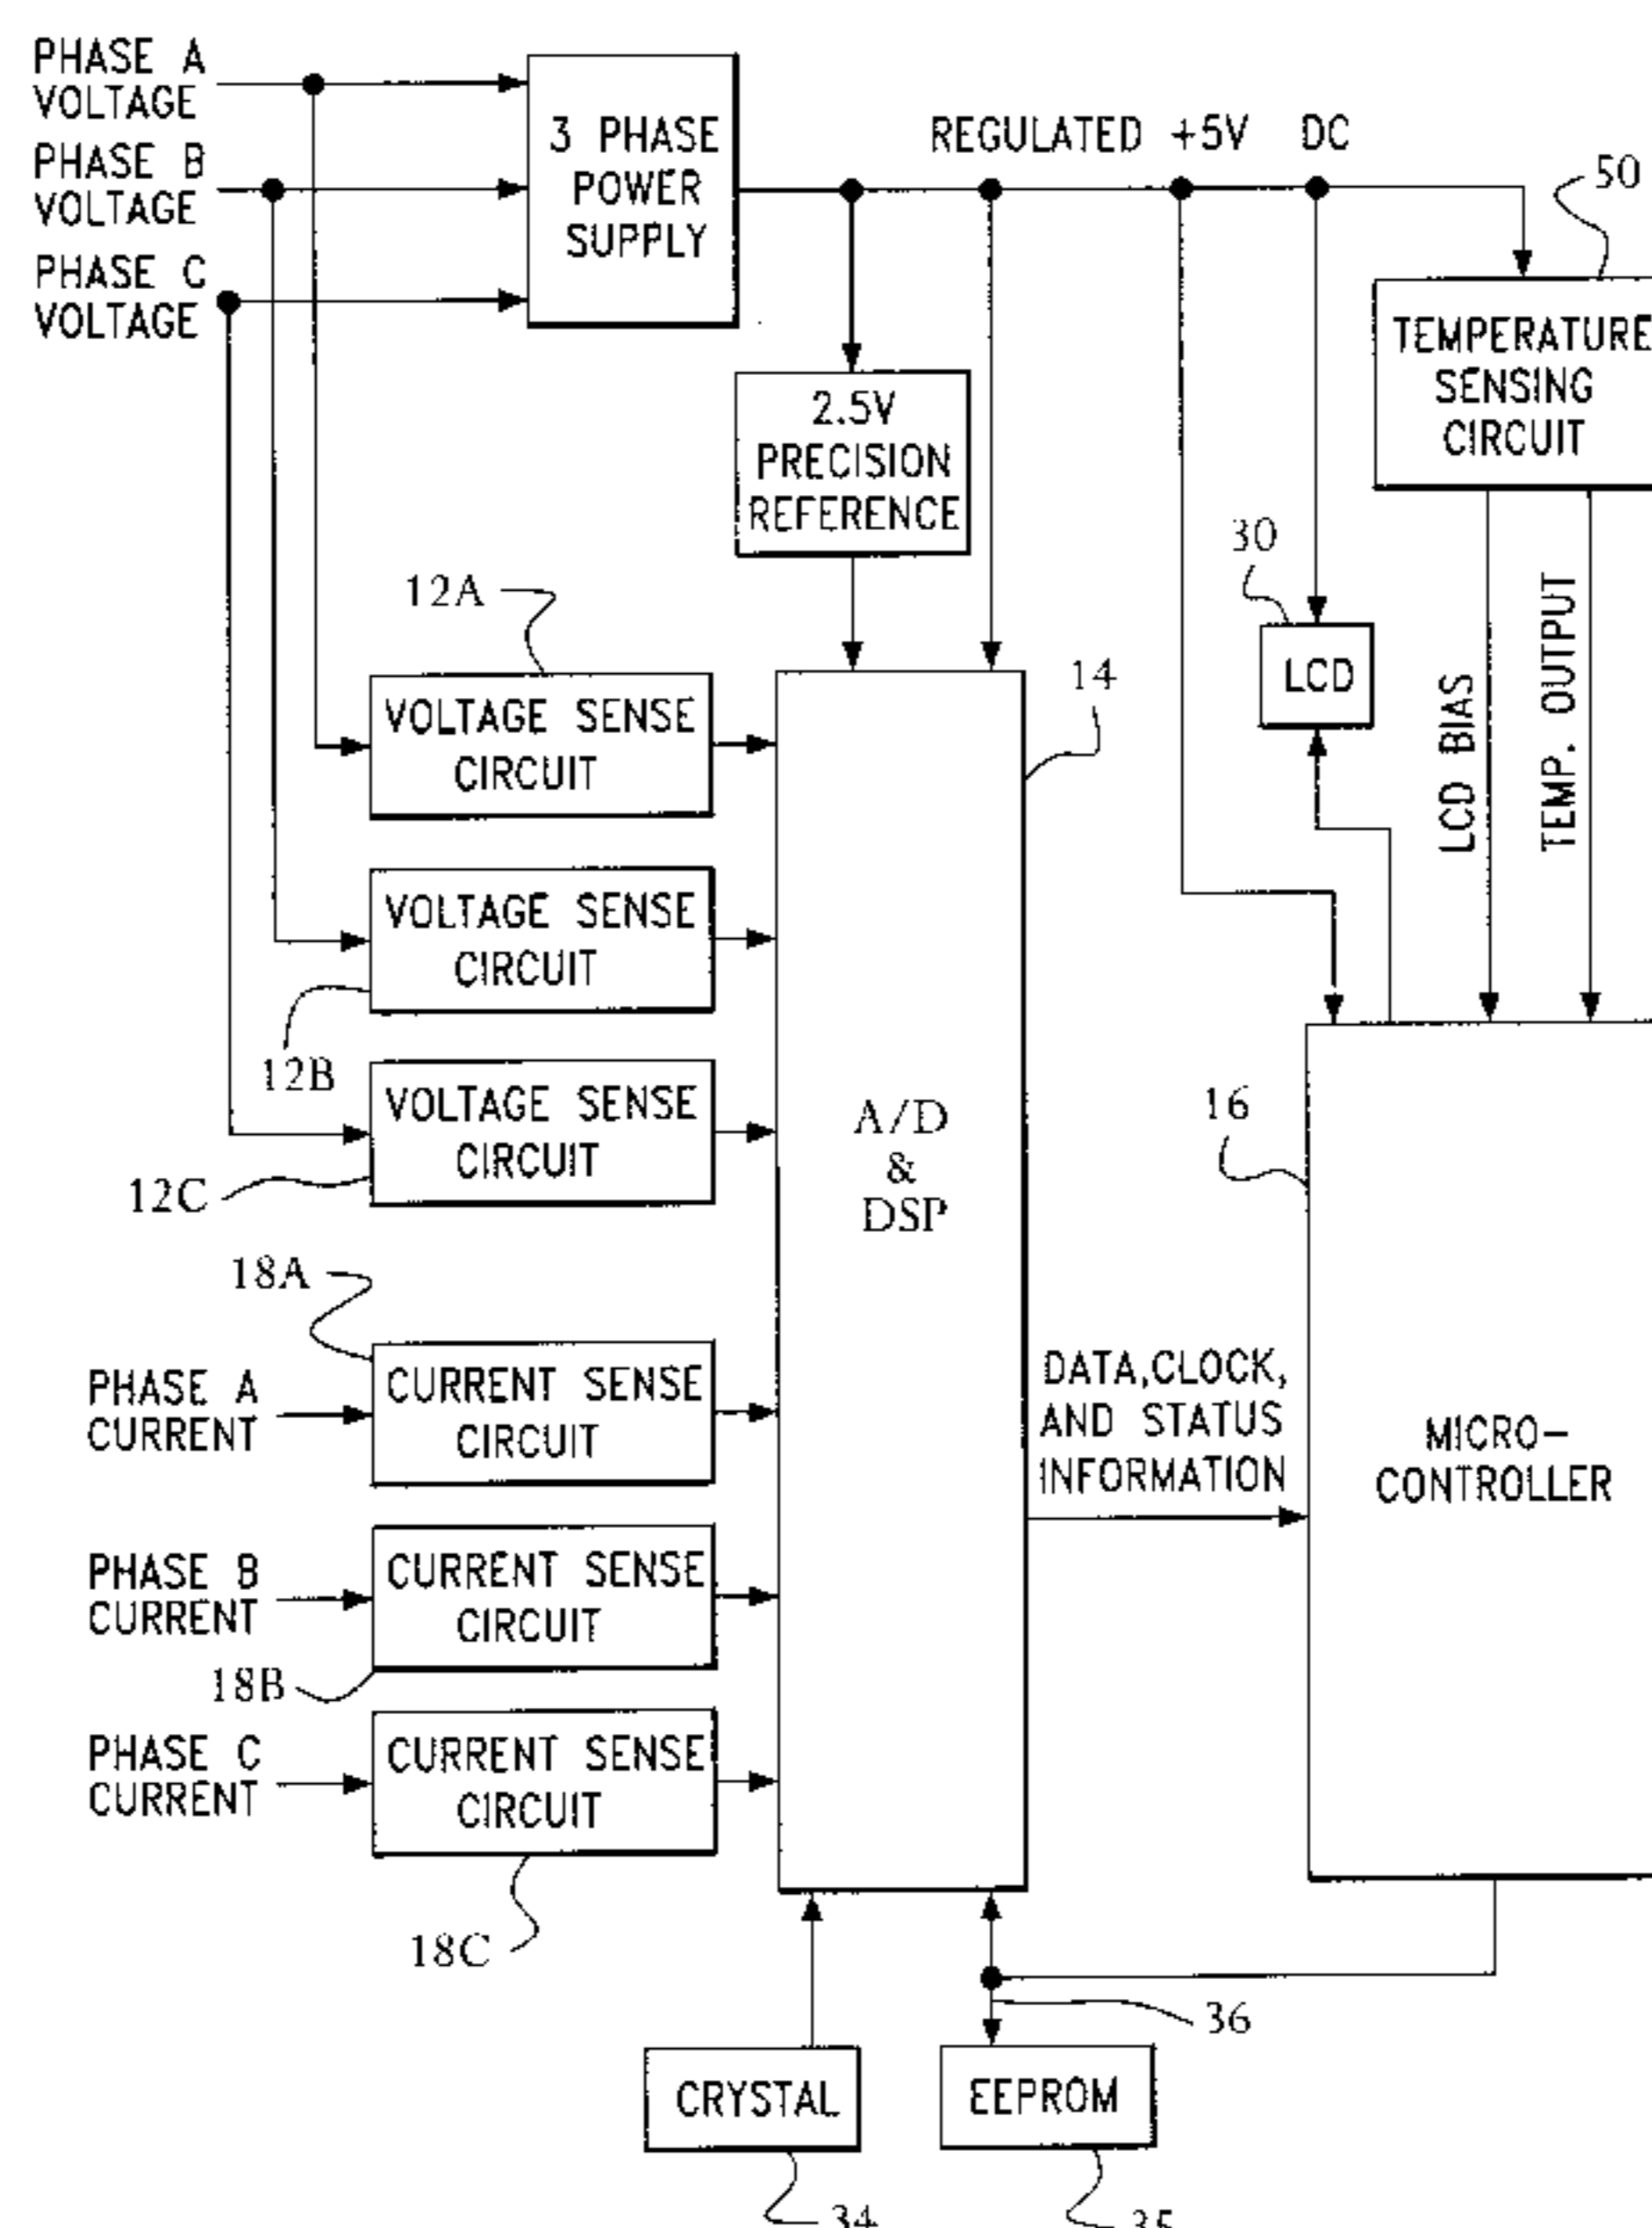 PHASE A
VOLTAGE
PHASE B
VOLTAGE
PHASE C
VOLTAGE
3 PHASE
POWER
SUPPLY
REGULATED +5V DC
50
TEMPERATURE
SENSING
CIRCUIT
2.5V
PRECISION
REFERENCE
30
LCD
LCD BIAS
TEMP. OUTPUT
12A
VOLTAGE SENSE
CIRCUIT
14
VOLTAGE SENSE
CIRCUIT
12B
VOLTAGE SENSE
CIRCUIT
12C
A/D
&
DSP
16
18A
PHASE A
CURRENT
CURRENT SENSE
CIRCUIT
DATA,CLOCK,
AND STATUS
INFORMATION
MICRO-
CONTROLLER
PHASE B
CURRENT
CURRENT SENSE
CIRCUIT
18B
PHASE C
CURRENT
CURRENT SENSE
CIRCUIT
18C
36
CRYSTAL
EEPROM
34
35